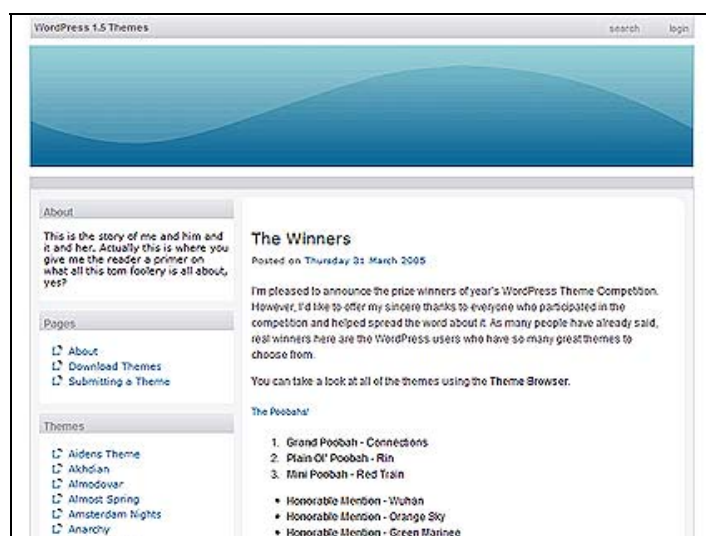 WordPress 1.5 Themes
search login
About
This is the story of me and him and
it and her. Actually this is where you
give me the reader a primer on
what all this tom foolery is all about,
yes?
Pages
About
Download Themes
Submitting a Theme
Themes
Aidens Theme
Akhdian
Almodovar
Almost Spring
Amsterdam Nights
Anarchy
The Winners
Posted on Thursday 31 March 2005
I'm pleased to announce the prize winners of year's WordPress Theme Competition.
However, I'd like to offer my sincere thanks to everyone who participated in the
competition and helped spread the word about it. As many people have already said,
real winners here are the WordPress users who have so many great themes to
choose from.
You can take a look at all of the themes using the Theme Browser.
The Poobahs'
1. Grand Poobah - Connections
2. Plain Ol' Poobah - Rin
3. Mini Poobah - Red Train
• Honorable Mention - Wuhan
• Honorable Mention - Orange Sky
• Honorable Mention - Green Marinee